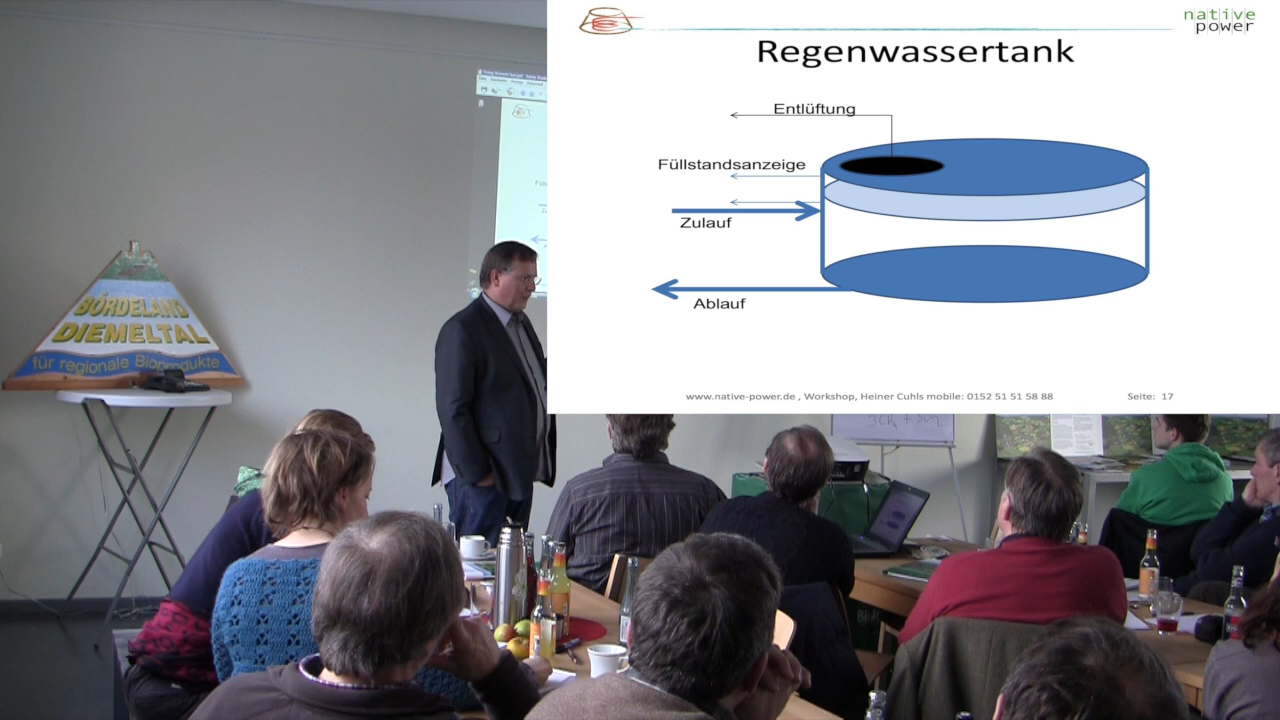 native
power
Regenwassertank
Entlüftung
Füllstandsanzeige
Zulauf
Ablauf
www.native-power.de , Workshop, Heiner Cuhls mobile: 0152 51 51 58 88
Seite: 17
BÖRDELAND
DIEMELTAL
für regionale Bioprodukte